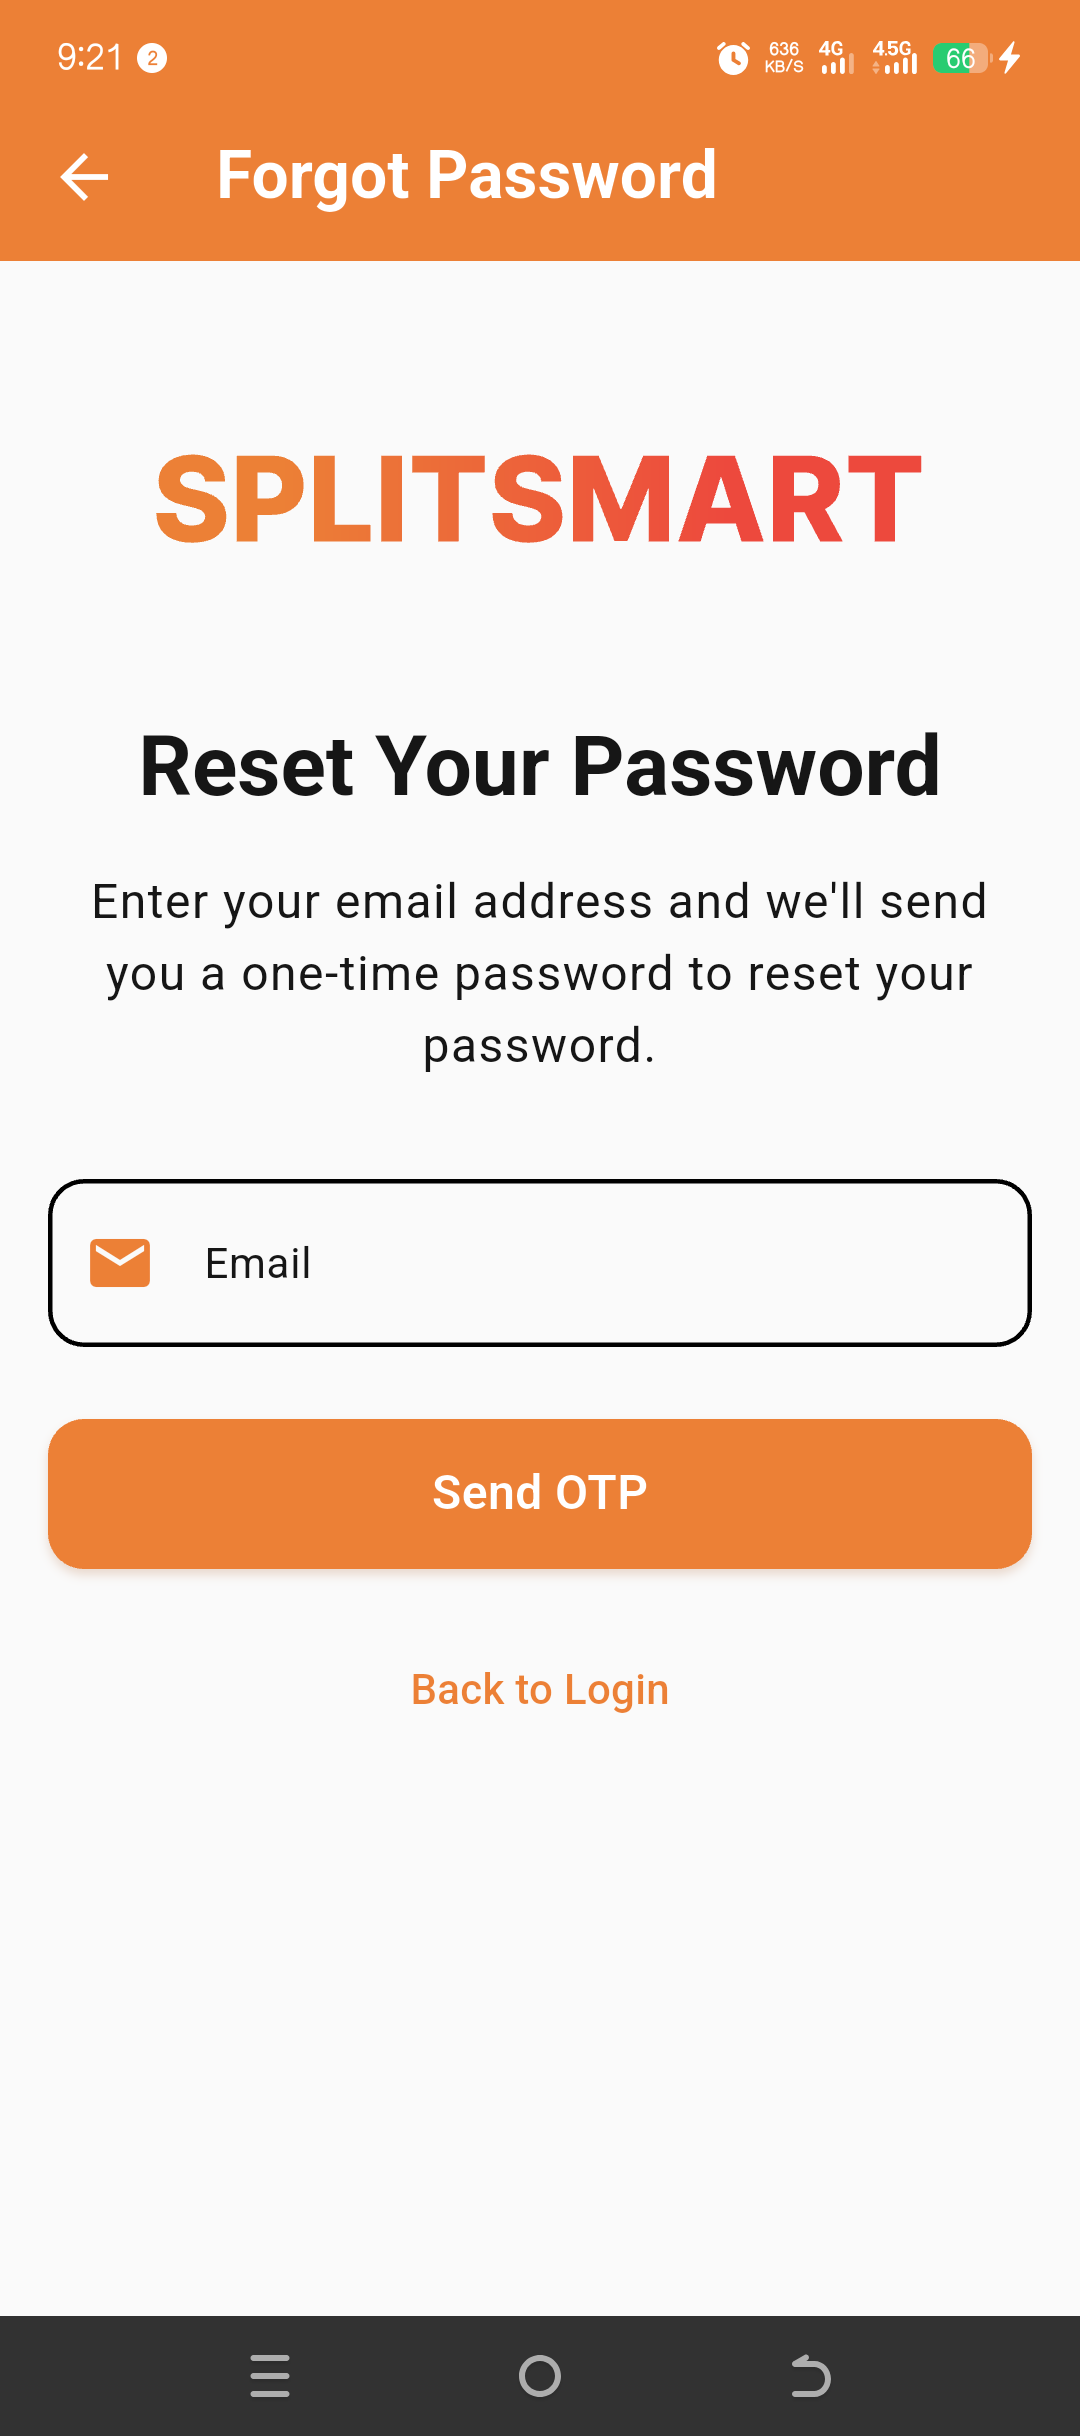 9:21 2 636 KB/S 4G 4.5G 66
Forgot Password
SPLITSMART
Reset Your Password
Enter your email address and we'll send
you a one-time password to reset your
password.
Email
Send OTP
Back to Login